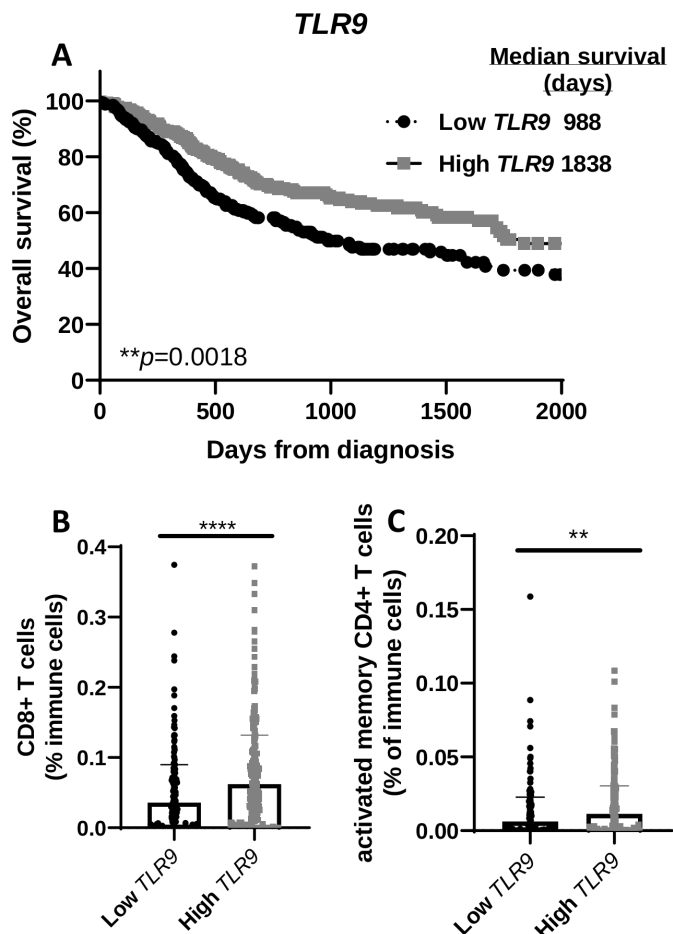 TLR9
A
Median survival
(days)
Low TLR9 988
High TLR9 1838
Overall survival (%)
100
80
60
40
20
0
**p=0.0018
0 500 1000 1500 2000
Days from diagnosis
B
****
CD8+ T cells
(% immune cells)
0.4
0.3
0.2
0.1
0.0
Low TLR9
High TLR9
C
**
activated memory CD4+ T cells
(% of immune cells)
0.20
0.15
0.10
0.05
0.00
Low TLR9
High TLR9